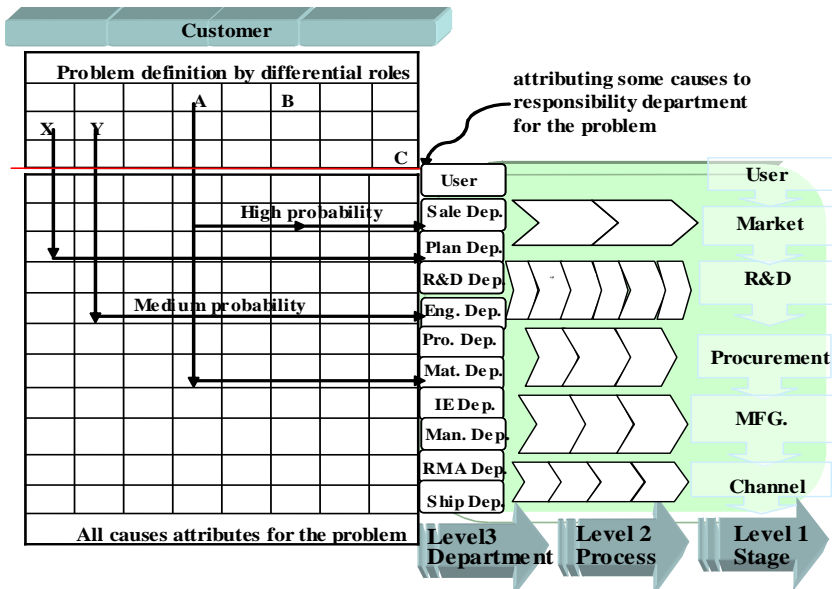 Customer
Problem definition by differential roles
attributing some causes to
responsibility department
for the problem
A
B
X
Y
C
User
User
High probability
Sale Dep.
Market
Plan Dep.
R&D Dep.
R&D
Medium probability
Eng. Dep.
Pro. Dep.
Procurement
Mat. Dep.
IE Dep.
MFG.
Man. Dep.
RMA Dep.
Channel
Ship Dep.
All causes attributes for the problem
Level3
Department
Level 2
Process
Level 1
Stage